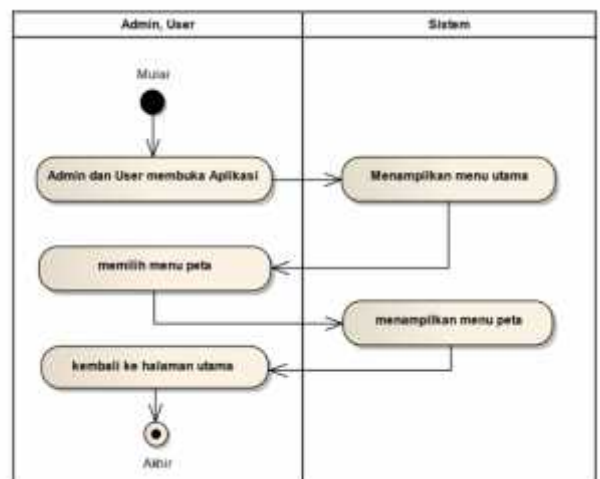 Admin, User
Sistem
Mulai
Admin dan User membuka Aplikasi
Menampilkan menu utama
memilih menu peta
menampilkan menu peta
kembali ke halaman utama
Akhir